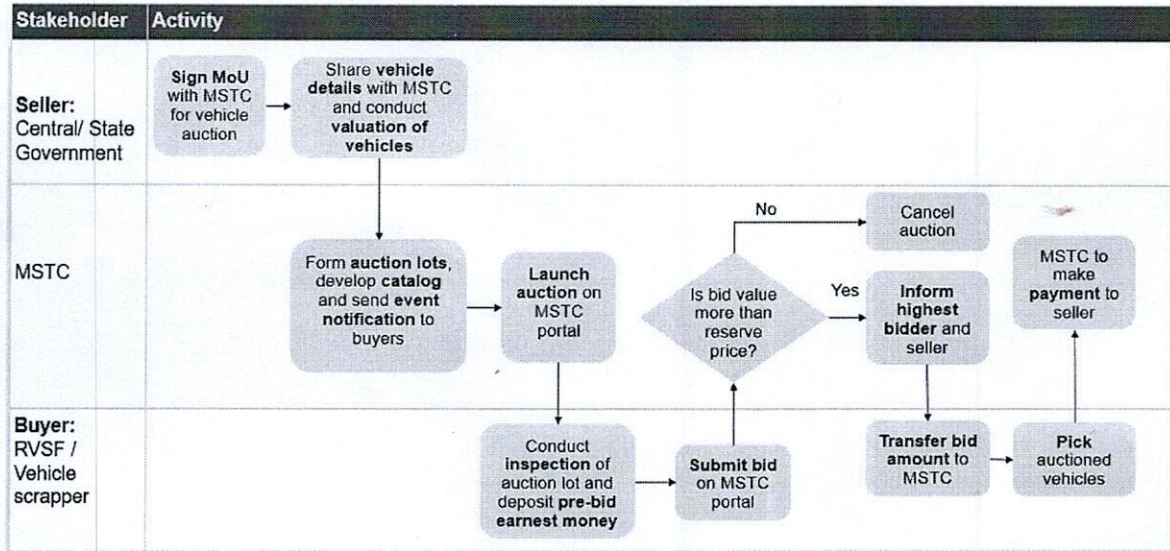 Stakeholder Activity
Seller:
Central/ State
Government
Sign MoU
with MSTC
for vehicle
auction
Share vehicle
details with MSTC
and conduct
valuation of
vehicles
MSTC
Form auction lots,
develop catalog
and send event
notification to
buyers
Launch
auction on
MSTC
portal
Is bid value
more than
reserve
price?
No
Cancel
auction
Yes
Inform
highest
bidder and
seller
MSTC to
make
payment to
seller
Buyer:
RVSF /
Vehicle
scrapper
Conduct
inspection of
auction lot and
deposit pre-bid
earnest money
Submit bid
on MSTC
portal
Transfer bid
amount to
MSTC
Pick
auctioned
vehicles